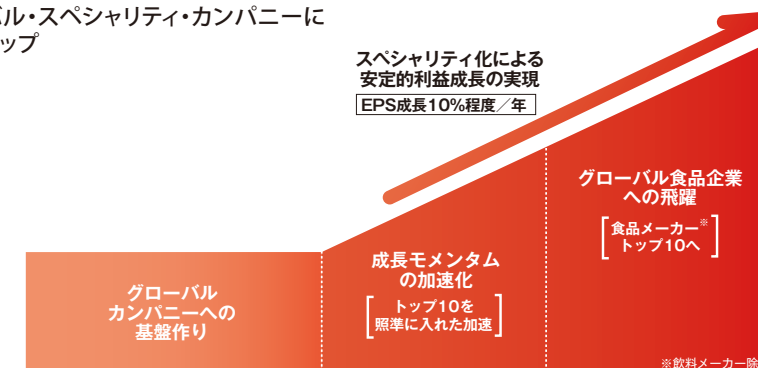 バル・スペシャリティ・カンパニーに
ップ
スペシャリティ化による
安定的利益成長の実現
EPS成長10%程度／年
グローバル食品企業
への飛躍
食品メーカー※
トップ10へ
成長モメンタム
の加速化
トップ10を
照準に入れた加速
グローバル
カンパニーへの
基盤作り
※飲料メーカー除